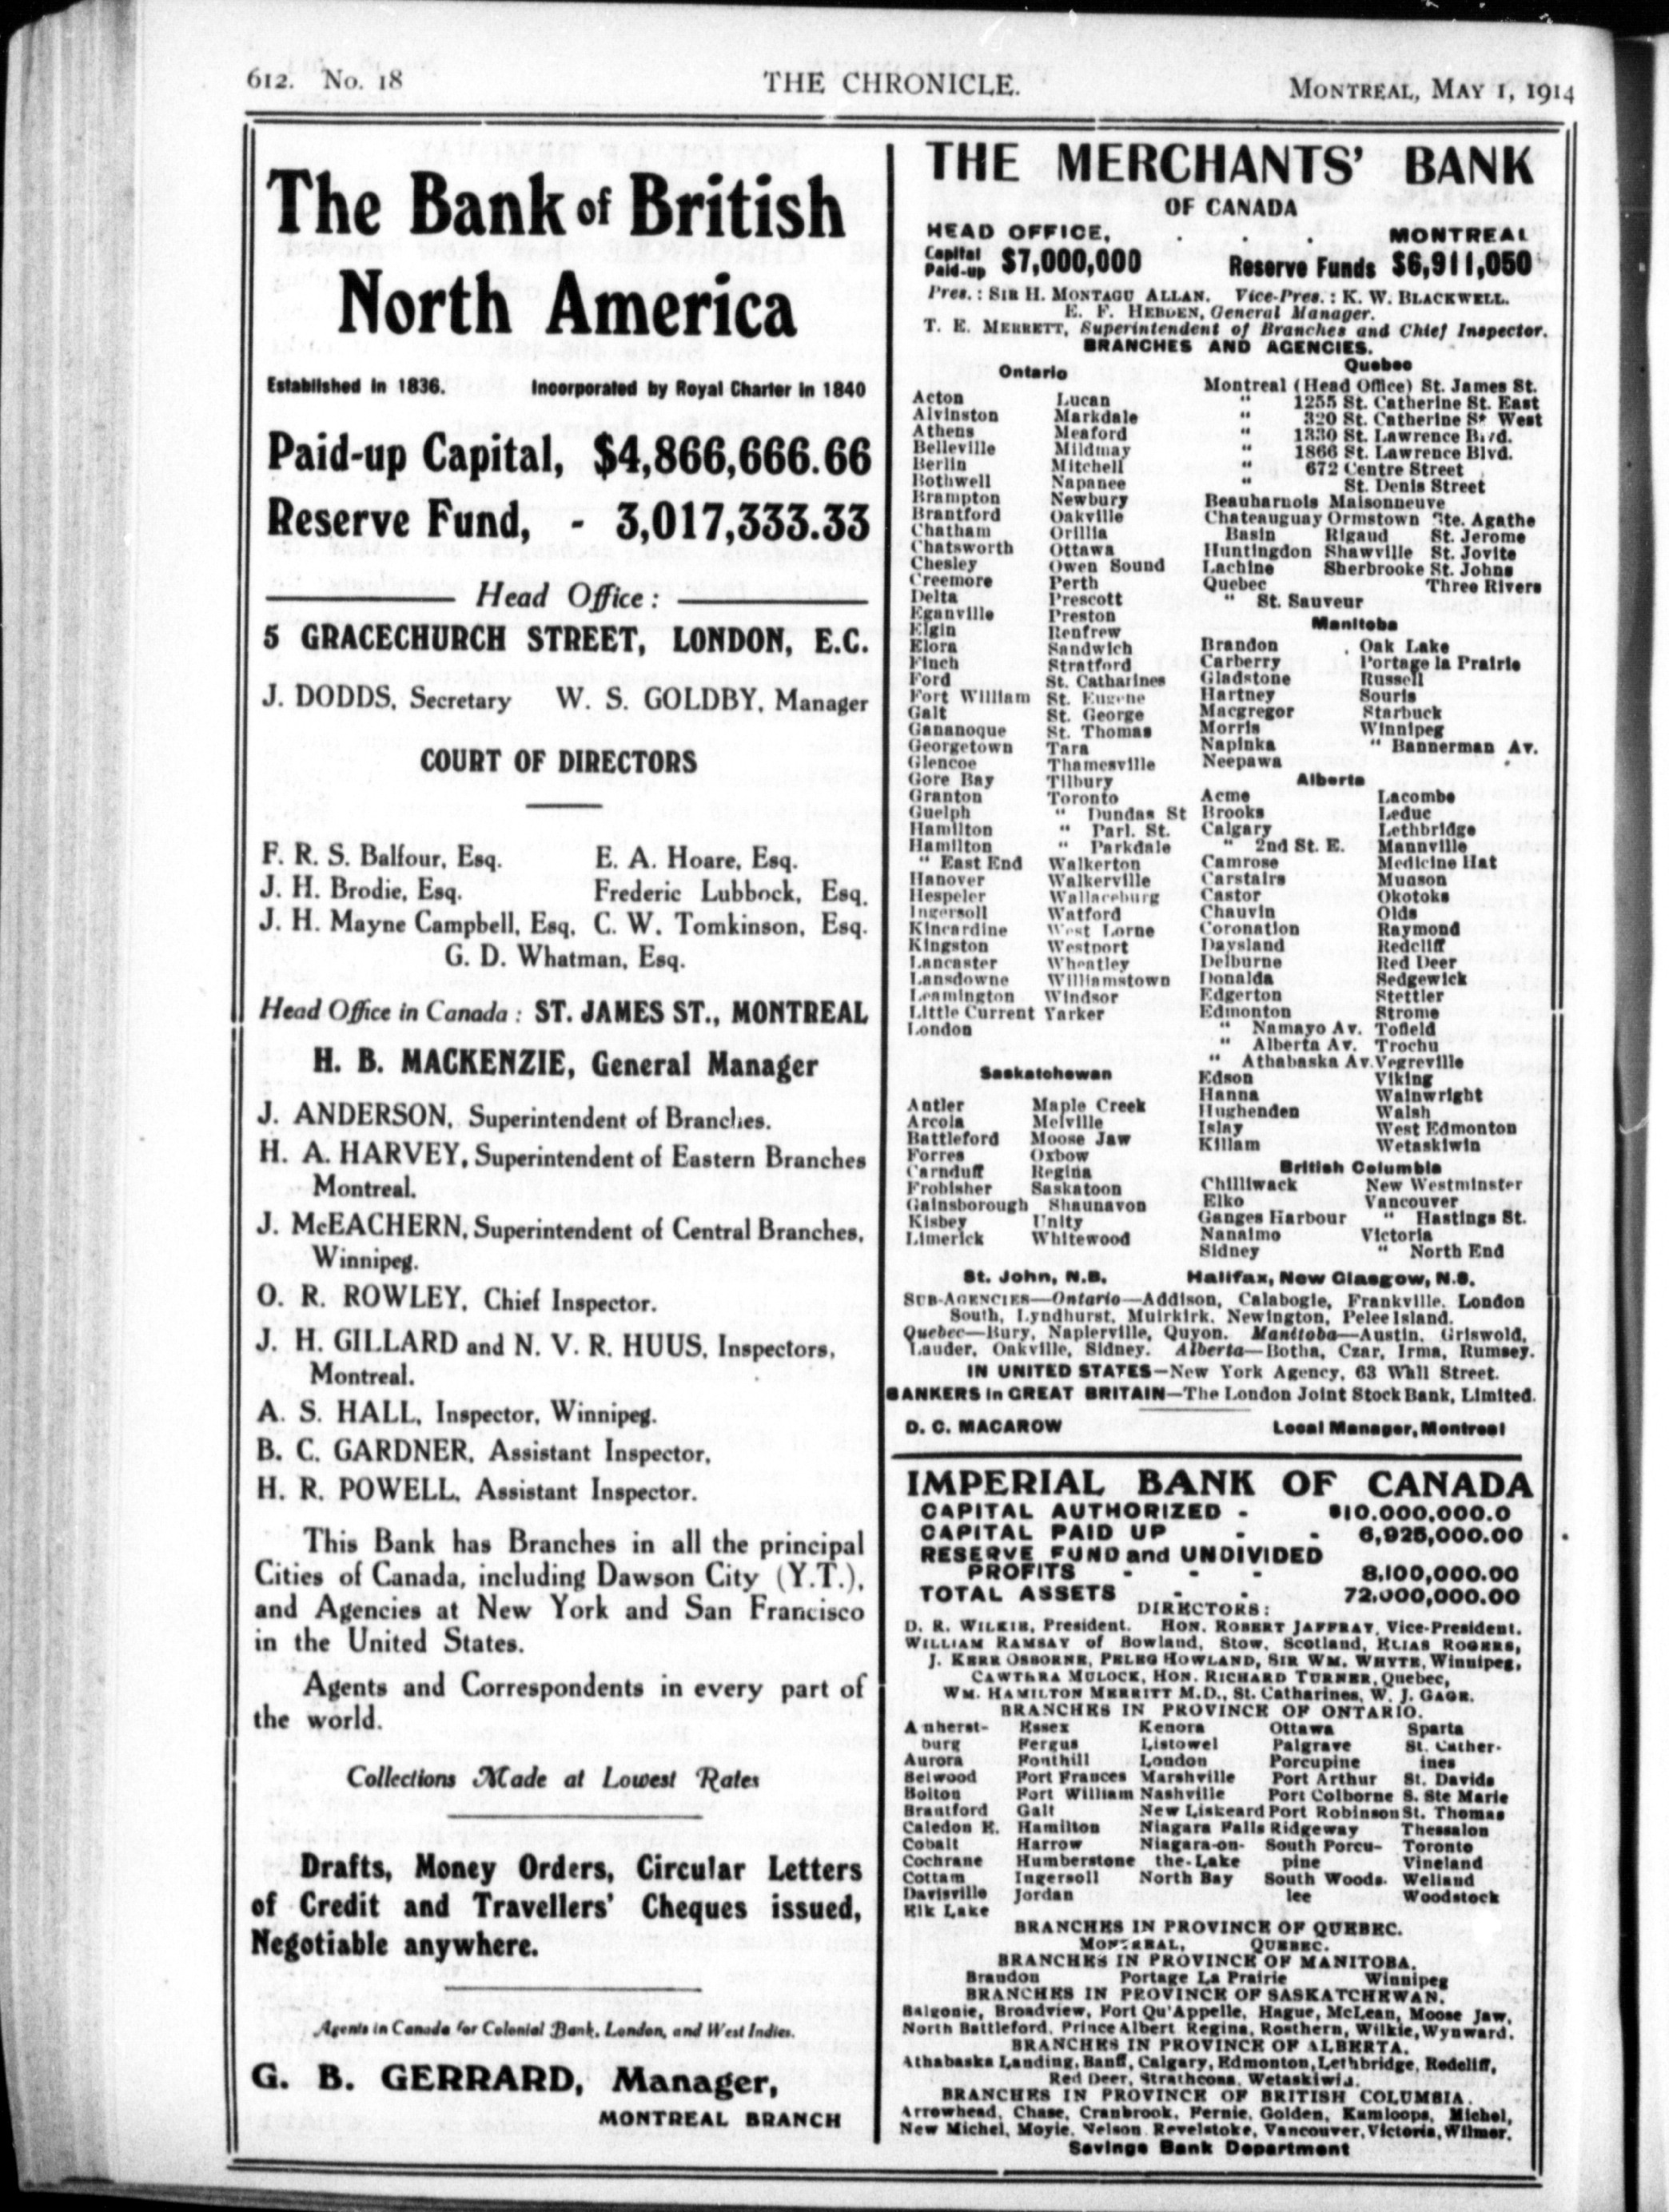 612. No. 18 THE CHRONICLE. MONTREAL, MAY 1, 1914
The Bank of British
North America
Established in 1836. Incorporated by Royal Charter in 1840
Paid-up Capital, $4,866,666.66
Reserve Fund, - 3,017,333.33
Head Office:
5 GRACECHURCH STREET, LONDON, E.C.
J. DODDS, Secretary W. S. GOLDBY, Manager
COURT OF DIRECTORS
F. R. S. Balfour, Esq. E. A. Hoare, Esq.
J. H. Brodie, Esq. Frederic Lubbock, Esq.
J. H. Mayne Campbell, Esq. C. W. Tomkinson, Esq.
G. D. Whatman, Esq.
Head Office in Canada: ST. JAMES ST., MONTREAL
H. B. MACKENZIE, General Manager
J. ANDERSON, Superintendent of Branches.
H. A. HARVEY, Superintendent of Eastern Branches
Montreal.
J. McEACHERN, Superintendent of Central Branches,
Winnipeg.
O. R. ROWLEY, Chief Inspector.
J. H. GILLARD and N. V. R. HUUS, Inspectors,
Montreal.
A. S. HALL, Inspector, Winnipeg.
B. C. GARDNER, Assistant Inspector,
H. R. POWELL, Assistant Inspector.
This Bank has Branches in all the principal
Cities of Canada, including Dawson City (Y.T.),
and Agencies at New York and San Francisco
in the United States.
Agents and Correspondents in every part of
the world.
Collections Made at Lowest Rates
Drafts, Money Orders, Circular Letters
of Credit and Travellers' Cheques issued,
Negotiable anywhere.
Agents in Canada for Colonial Bank, London, and West Indies.
G. B. GERRARD, Manager,
MONTREAL BRANCH
THE MERCHANTS' BANK
OF CANADA
HEAD OFFICE, . . . MONTREAL
Capital Paid-up $7,000,000 Reserve Funds $6,911,050
Pres.: SIR H. MONTAGU ALLAN. Vice-Pres.: K. W. BLACKWELL.
E. F. HEBDEN, General Manager.
T. E. MERRETT, Superintendent of Branches and Chief Inspector.
BRANCHES AND AGENCIES.
Ontario
Acton Lucan
Alvinston Markdale
Athens Meaford
Belleville Mildmay
Berlin Mitchell
Bothwell Napanee
Brampton Newbury
Brantford Oakville
Chatham Orillia
Chatsworth Ottawa
Chesley Owen Sound
Creemore Perth
Delta Prescott
Eganville Preston
Elgin Renfrew
Elora Sandwich
Finch Stratford
Ford St. Catharines
Fort William St. Eugene
Galt St. George
Gananoque St. Thomas
Georgetown Tara
Glencoe Thamesville
Gore Bay Tilbury
Granton Toronto
Guelph " Dundas St
Hamilton " Parl. St.
Hamilton " Parkdale
" East End Walkerton
Hanover Walkerville
Hespeler Wallaceburg
Ingersoll Watford
Kincardine West Lorne
Kingston Westport
Lancaster Wheatley
Lansdowne Williamstown
Leamington Windsor
Little Current Yarker
London
Saskatchewan
Antler Maple Creek
Arcola Melville
Battleford Moose Jaw
Forres Oxbow
Carnduff Regina
Frobisher Saskatoon
Gainsborough Shaunavon
Kisbey Unity
Limerick Whitewood
Quebec
Montreal (Head Office) St. James St.
" 1255 St. Catherine St. East
" 320 St. Catherine St West
" 1330 St. Lawrence Blvd.
" 1866 St. Lawrence Blvd.
" 672 Centre Street
" St. Denis Street
Beauharnois Maisonneuve
Chateauguay Ormstown Ste. Agathe
Basin Rigaud St. Jerome
Huntingdon Shawville St. Jovite
Lachine Sherbrooke St. Johns
Quebec Three Rivers
" St. Sauveur
Manitoba
Brandon Oak Lake
Carberry Portage la Prairie
Gladstone Russell
Hartney Souris
Macgregor Starbuck
Morris Winnipeg
Napinka " Bannerman Av.
Neepawa
Alberta
Acme Lacombe
Brooks Leduc
Calgary Lethbridge
" 2nd St. E. Mannville
Camrose Medicine Hat
Carstairs Munson
Castor Okotoks
Chauvin Olds
Coronation Raymond
Daysland Redcliff
Delburne Red Deer
Donalda Sedgewick
Edgerton Stettler
Edmonton Strome
" Namayo Av. Tofield
" Alberta Av. Trochu
" Athabaska Av. Vegreville
Edson Viking
Hanna Wainwright
Hughenden Walsh
Islay West Edmonton
Killam Wetaskiwin
British Columbia
Chilliwack New Westminster
Elko Vancouver
Ganges Harbour " Hastings St.
Nanaimo Victoria
Sidney " North End
St. John, N.B. Halifax, New Glasgow, N.S.
SUB-AGENCIES—Ontario—Addison, Calabogie, Frankville, London
South, Lyndhurst, Muirkirk, Newington, Pelee Island.
Quebec—Bury, Napierville, Quyon. Manitoba—Austin, Griswold,
Lauder, Oakville, Sidney. Alberta—Botha, Czar, Irma, Rumsey.
IN UNITED STATES—New York Agency, 63 Wall Street.
BANKERS in GREAT BRITAIN—The London Joint Stock Bank, Limited.
D. C. MACAROW Local Manager, Montreal
IMPERIAL BANK OF CANADA
CAPITAL AUTHORIZED - $10,000,000.0
CAPITAL PAID UP - - 6,925,000.00
RESERVE FUND and UNDIVIDED
PROFITS - - - 8,100,000.00
TOTAL ASSETS - - 72,000,000.00
DIRECTORS:
D. R. WILKIE, President. HON. ROBERT JAFFRAY, Vice-President.
WILLIAM RAMSAY of Bowland, Stow, Scotland, ELIAS ROGERS,
J. KERR OSBORNE, PELEG HOWLAND, SIR WM. WHYTE, Winnipeg,
CAWTHRA MULOCK, HON. RICHARD TURNER, Quebec,
WM. HAMILTON MERRITT M.D., St. Catharines, W. J. GAGE.
BRANCHES IN PROVINCE OF ONTARIO.
Amherst- Essex Kenora Ottawa Sparta
burg Fergus Listowel Palgrave St. Cather-
Aurora Fonthill London Porcupine ines
Belwood Fort Frances Marshville Port Arthur St. Davids
Bolton Fort William Nashville Port Colborne S. Ste Marie
Brantford Galt New Liskeard Port Robinson St. Thomas
Caledon E. Hamilton Niagara Falls Ridgeway Thessalon
Cobalt Harrow Niagara-on- South Porcu- Toronto
Cochrane Humberstone the-Lake pine Vineland
Cottam Ingersoll North Bay South Woods- Welland
Davisville Jordan lee Woodstock
Elk Lake
BRANCHES IN PROVINCE OF QUEBEC.
MONTREAL, QUEBEC.
BRANCHES IN PROVINCE OF MANITOBA.
Brandon Portage La Prairie Winnipeg
BRANCHES IN PROVINCE OF SASKATCHEWAN.
Balgonie, Broadview, Fort Qu'Appelle, Hague, McLean, Moose Jaw,
North Battleford, Prince Albert, Regina, Rosthern, Wilkie, Wynward.
BRANCHES IN PROVINCE OF ALBERTA.
Athabaska Landing, Banff, Calgary, Edmonton, Lethbridge, Redcliff,
Red Deer, Strathcona, Wetaskiwin.
BRANCHES IN PROVINCE OF BRITISH COLUMBIA.
Arrowhead, Chase, Cranbrook, Fernie, Golden, Kamloops, Michel,
New Michel, Moyie, Nelson, Revelstoke, Vancouver, Victoria, Wilmer.
Savings Bank Department